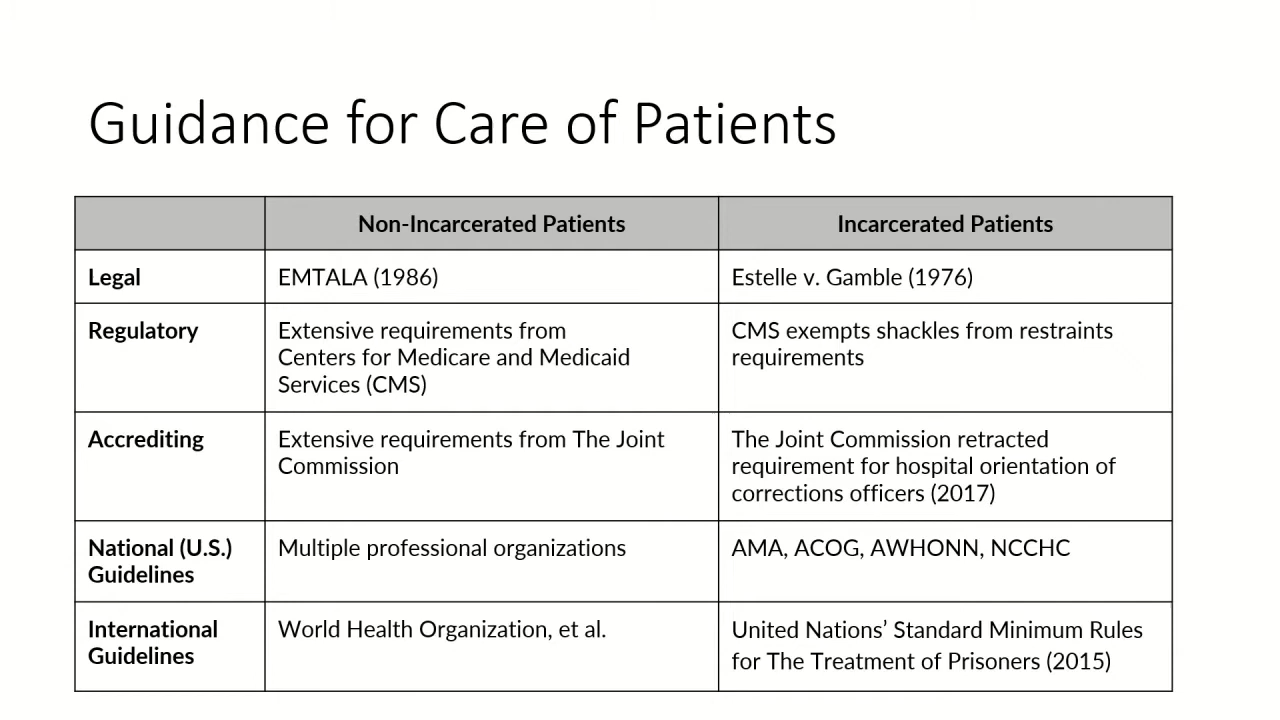 Guidance for Care of Patients
Non-Incarcerated Patients
Incarcerated Patients
Legal
EMTALA (1986)
Estelle v. Gamble (1976)
Regulatory
Extensive requirements from
Centers for Medicare and Medicaid
Services (CMS)
CMS exempts shackles from restraints
requirements
Accrediting
Extensive requirements from The Joint
Commission
The Joint Commission retracted
requirement for hospital orientation of
corrections officers (2017)
National (U.S.)
Guidelines
Multiple professional organizations
AMA, ACOG, AWHONN, NCCHC
International
Guidelines
World Health Organization, et al.
United Nations’ Standard Minimum Rules
for The Treatment of Prisoners (2015)